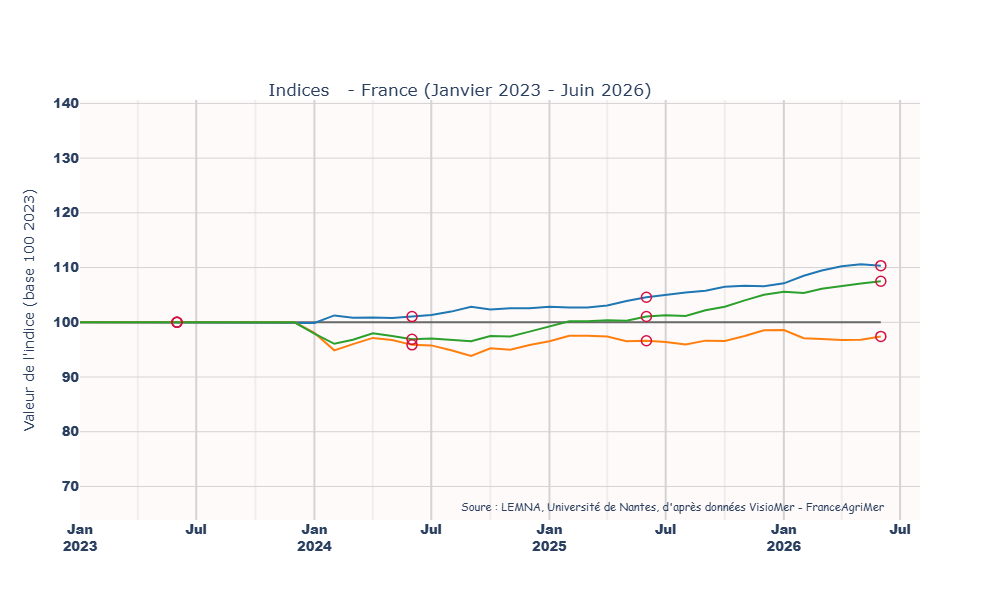 Indices - France (Janvier 2023 - Juin 2026)
Valeur de l'indice (base 100 2023)
140
130
120
110
100
90
80
70
Soure : LEMNA, Université de Nantes, d'après données VisioMer - FranceAgriMer
Jan Jul Jan Jul Jan Jul Jan Jul
2023 2024 2025 2026